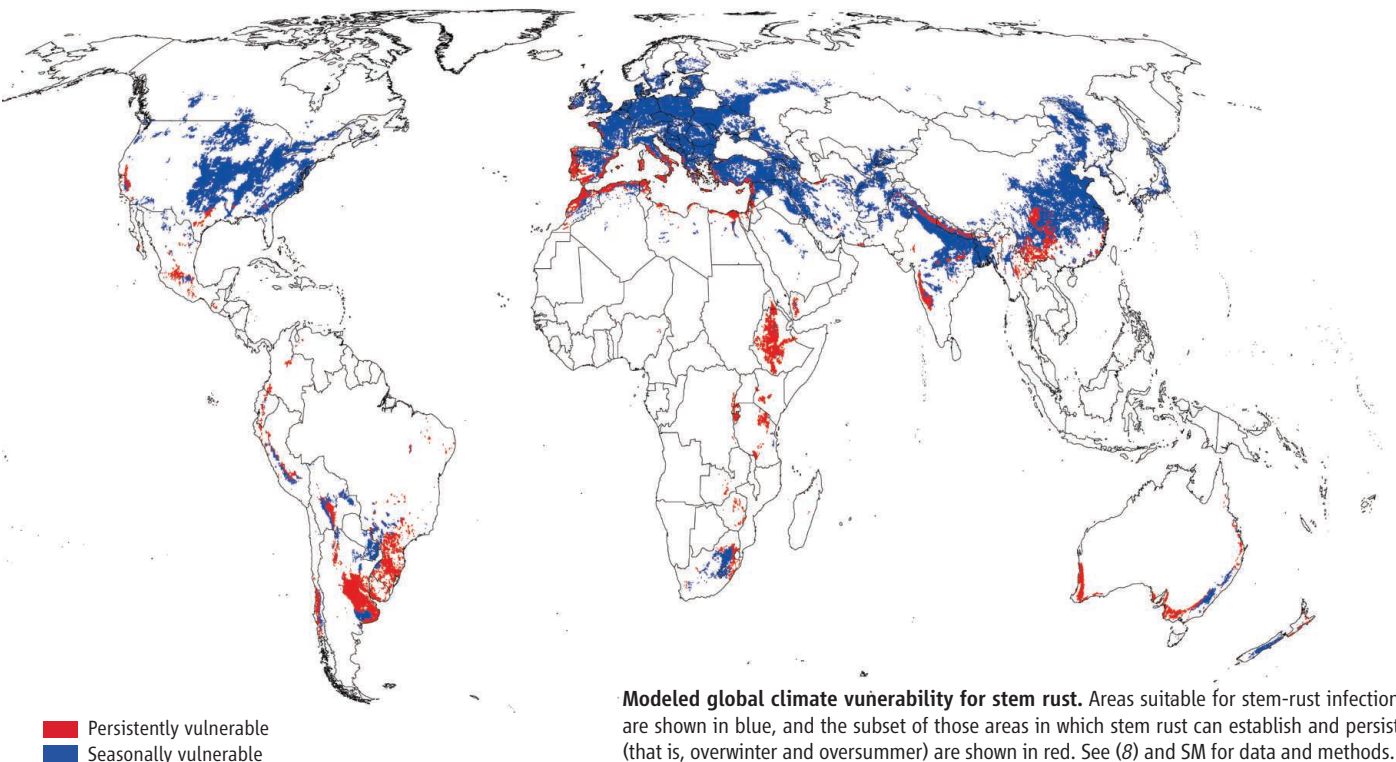 Persistently vulnerable
Seasonally vulnerable
Modeled global climate vunerability for stem rust. Areas suitable for stem-rust infection
are shown in blue, and the subset of those areas in which stem rust can establish and persist
(that is, overwinter and oversummer) are shown in red. See (8) and SM for data and methods.